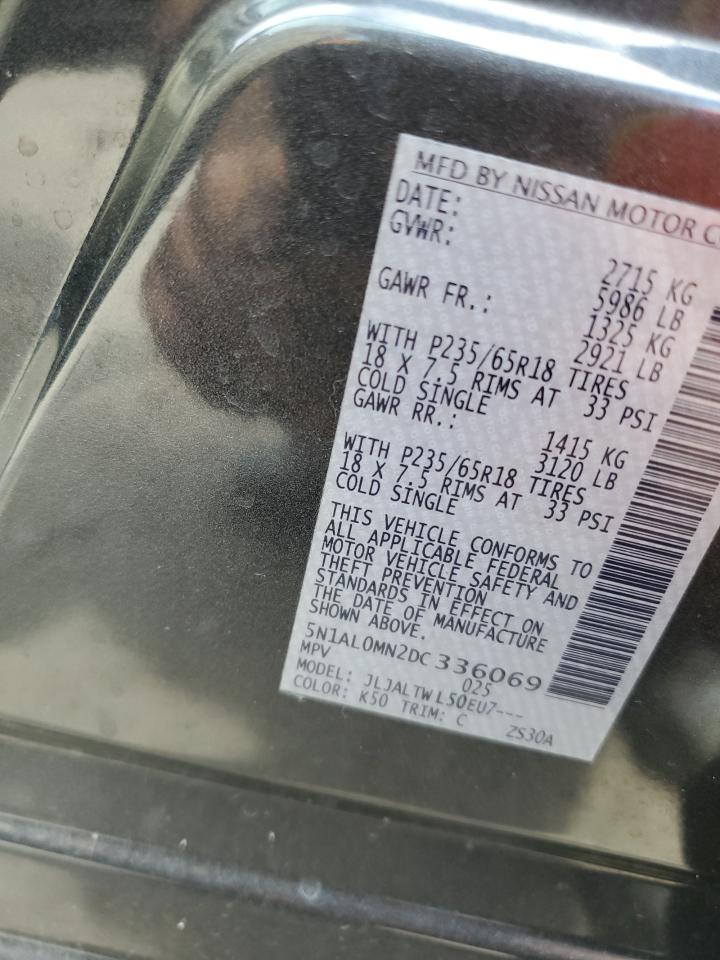 MFD BY NISSAN MOTOR
DATE:
GVWR: 2715 KG
5986 LB
GAWR FR.: 1325 KG
2921 LB
WITH P235/65R18 TIRES
18 X 7.5 RIMS AT 33 PSI
COLD SINGLE
GAWR RR.: 1415 KG
3120 LB
WITH P235/65R18 TIRES
18 X 7.5 RIMS AT 33 PSI
COLD SINGLE
THIS VEHICLE CONFORMS TO
ALL APPLICABLE FEDERAL
MOTOR VEHICLE SAFETY AND
THEFT PREVENTION
STANDARDS IN EFFECT ON
THE DATE OF MANUFACTURE
SHOWN ABOVE.
5N1AL0MN2DC336069
MPV 025
MODEL: JLJALTWL50EU7---
COLOR: K50 TRIM: C ZS30A